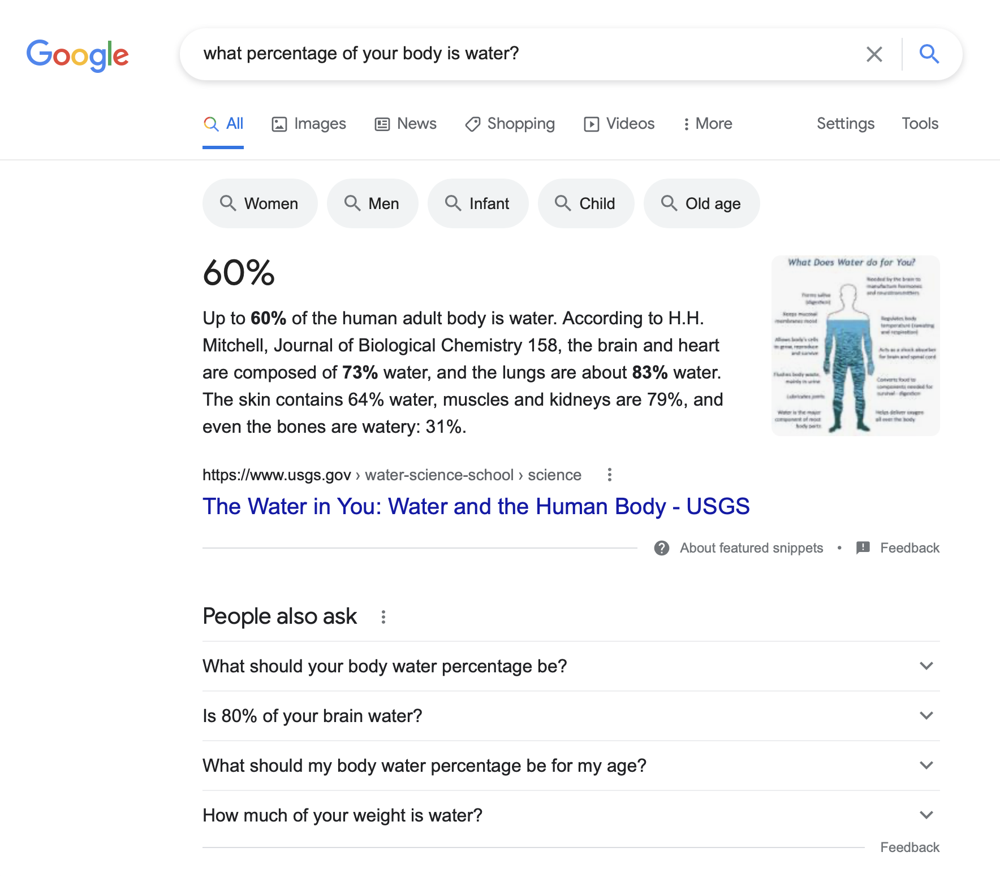 Google
what percentage of your body is water?
All Images News Shopping Videos More Settings Tools
Women Men Infant Child Old age
60%
Up to 60% of the human adult body is water. According to H.H.
Mitchell, Journal of Biological Chemistry 158, the brain and heart
are composed of 73% water, and the lungs are about 83% water.
The skin contains 64% water, muscles and kidneys are 79%, and
even the bones are watery: 31%.
What Does Water do for You?
Needed by the brain to
manufacture hormones
and neurotransmitters
Forms saliva
(digestion)
Keeps mucosal
membranes moist
Regulates body
temperature (sweating
and respiration)
Allows body's cells
to grow, reproduce
and survive
Acts as a shock absorber
for brain and spinal cord
Flushes body waste,
mainly in urine
Converts food to
components needed for
survival - digestion
Lubricates joints
Water is the major
component of most
body parts
Helps deliver oxygen
all over the body
https://www.usgs.gov › water-science-school › science
The Water in You: Water and the Human Body - USGS
About featured snippets • Feedback
People also ask
What should your body water percentage be?
Is 80% of your brain water?
What should my body water percentage be for my age?
How much of your weight is water?
Feedback